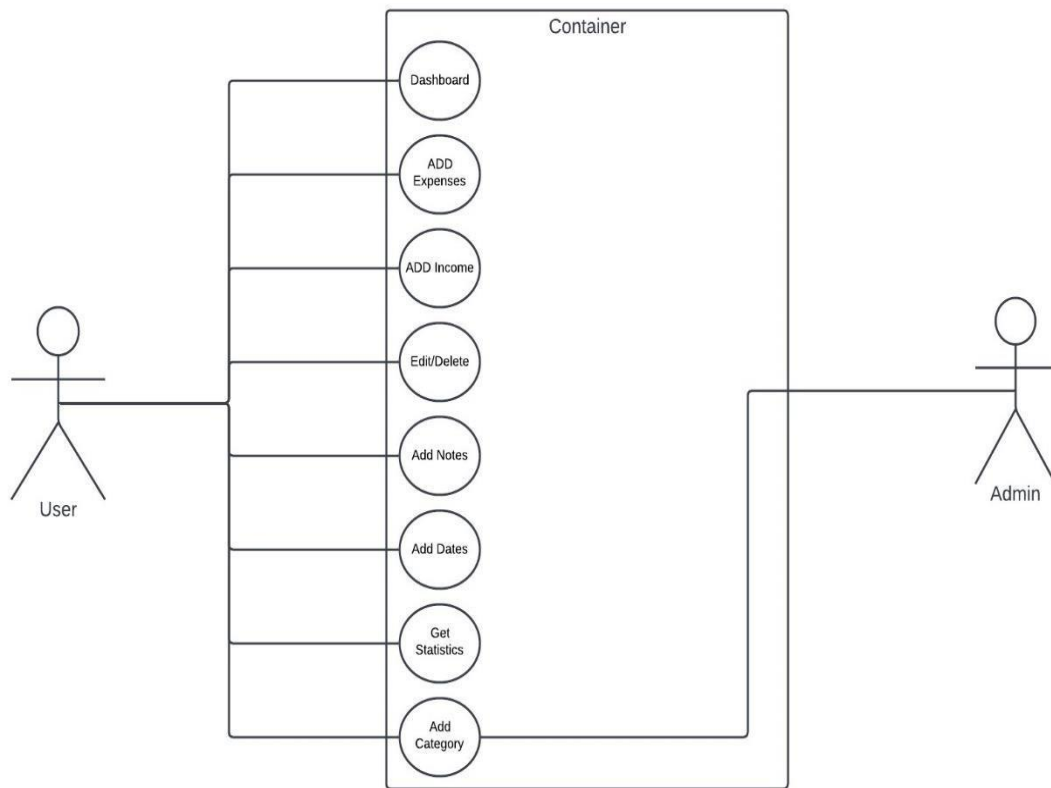 Container
Dashboard
ADD
Expenses
ADD Income
Edit/Delete
Add Notes
User
Admin
Add Dates
Get
Statistics
Add
Category